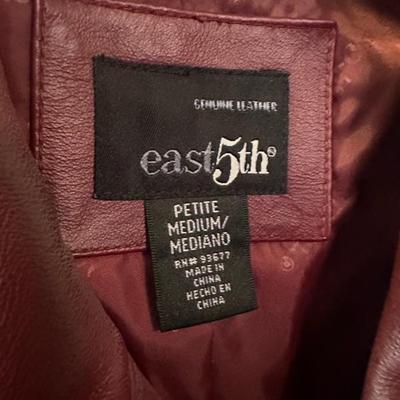 GENUINE LEATHER
east5th®
PETITE
MEDIUM/
MEDIANO
RN# 93677
MADE IN
CHINA
HECHO EN
CHINA